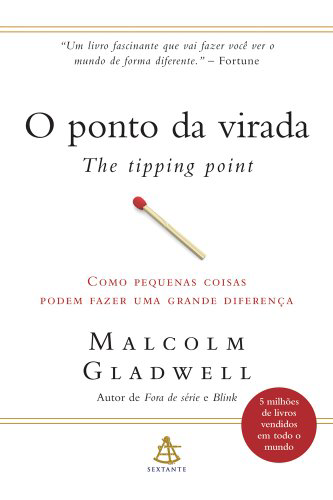 “Um livro fascinante que vai fazer você ver o
mundo de forma diferente.” – Fortune
O ponto da virada
The tipping point
Como pequenas coisas
podem fazer uma grande diferença
Malcolm
Gladwell
Autor de Fora de série e Blink
5 milhões
de livros
vendidos
em todo o
mundo
SEXTANTE